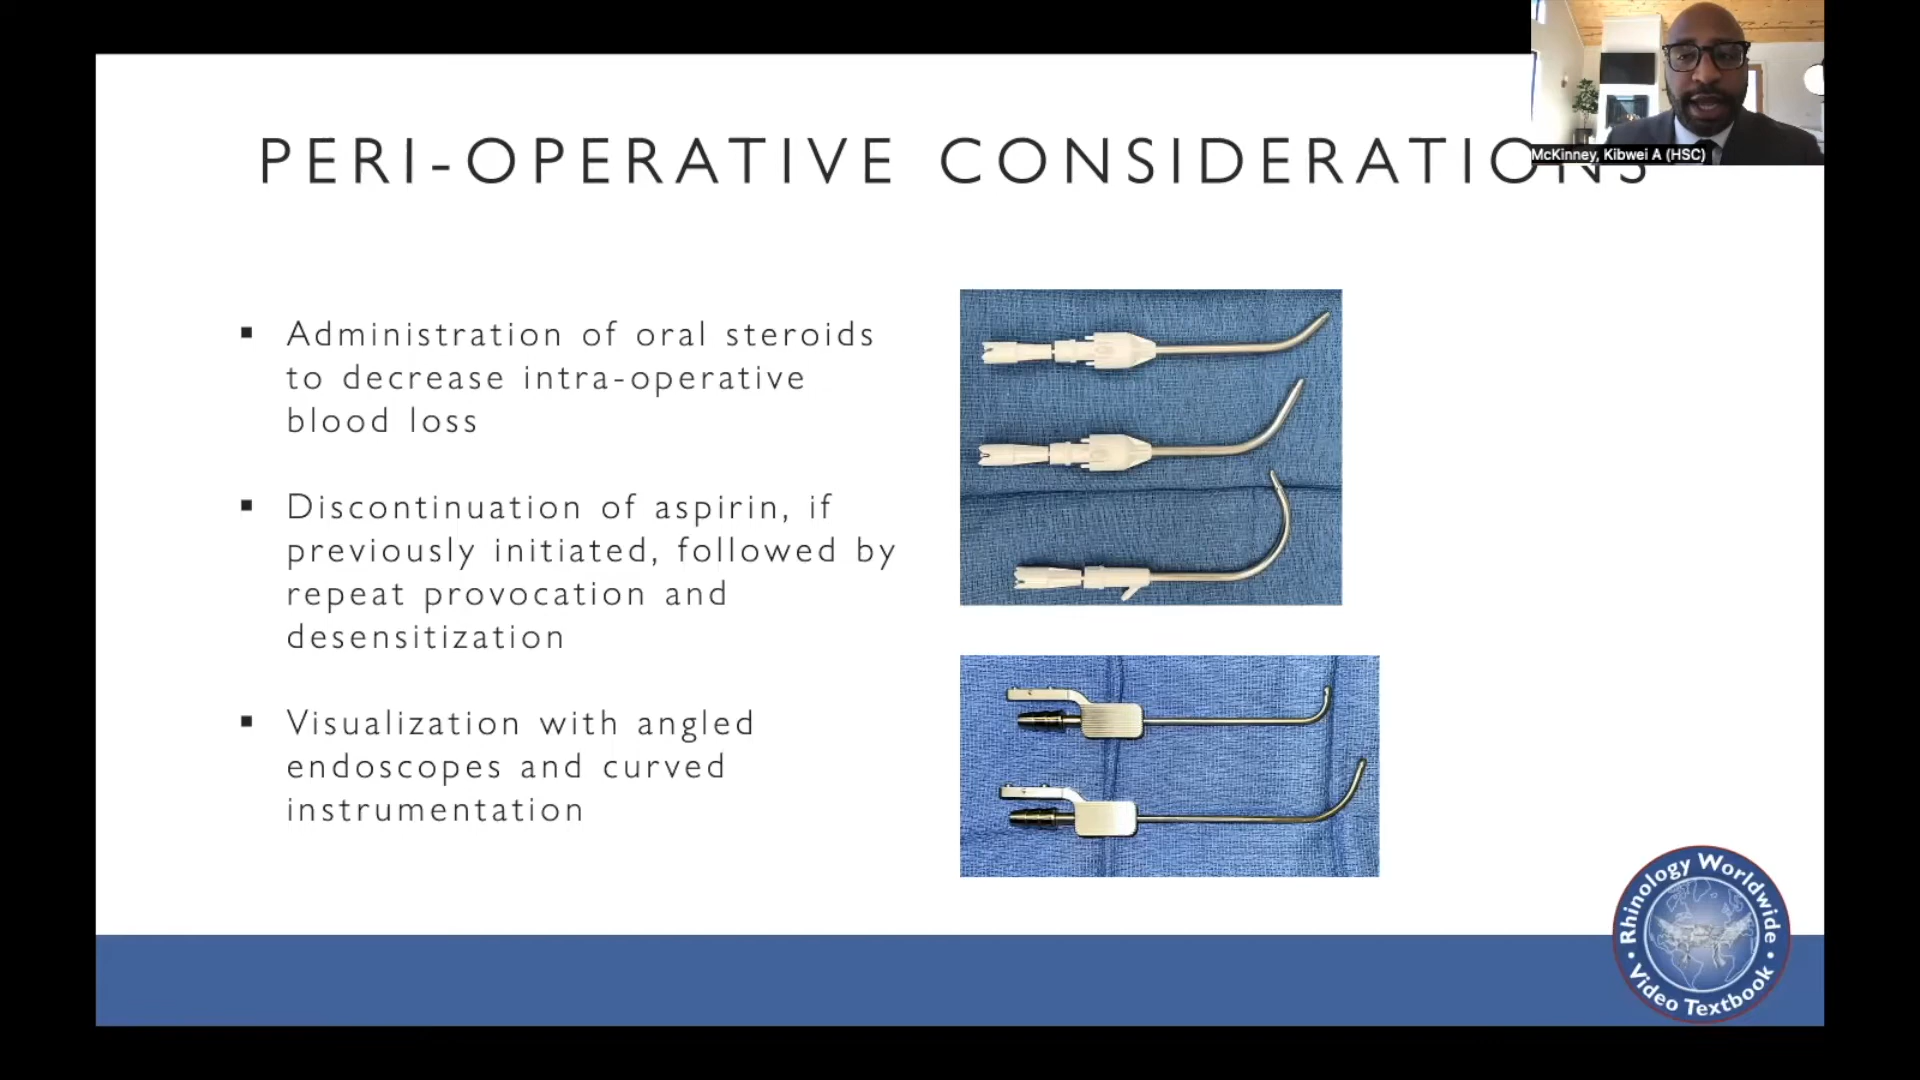 PERI-OPERATIVE CONSIDERATIONS
McKinney, Kibwei A (HSC)
▪ Administration of oral steroids
to decrease intra-operative
blood loss
▪ Discontinuation of aspirin, if
previously initiated, followed by
repeat provocation and
desensitization
▪ Visualization with angled
endoscopes and curved
instrumentation
Rhinology Worldwide
• Video Textbook •